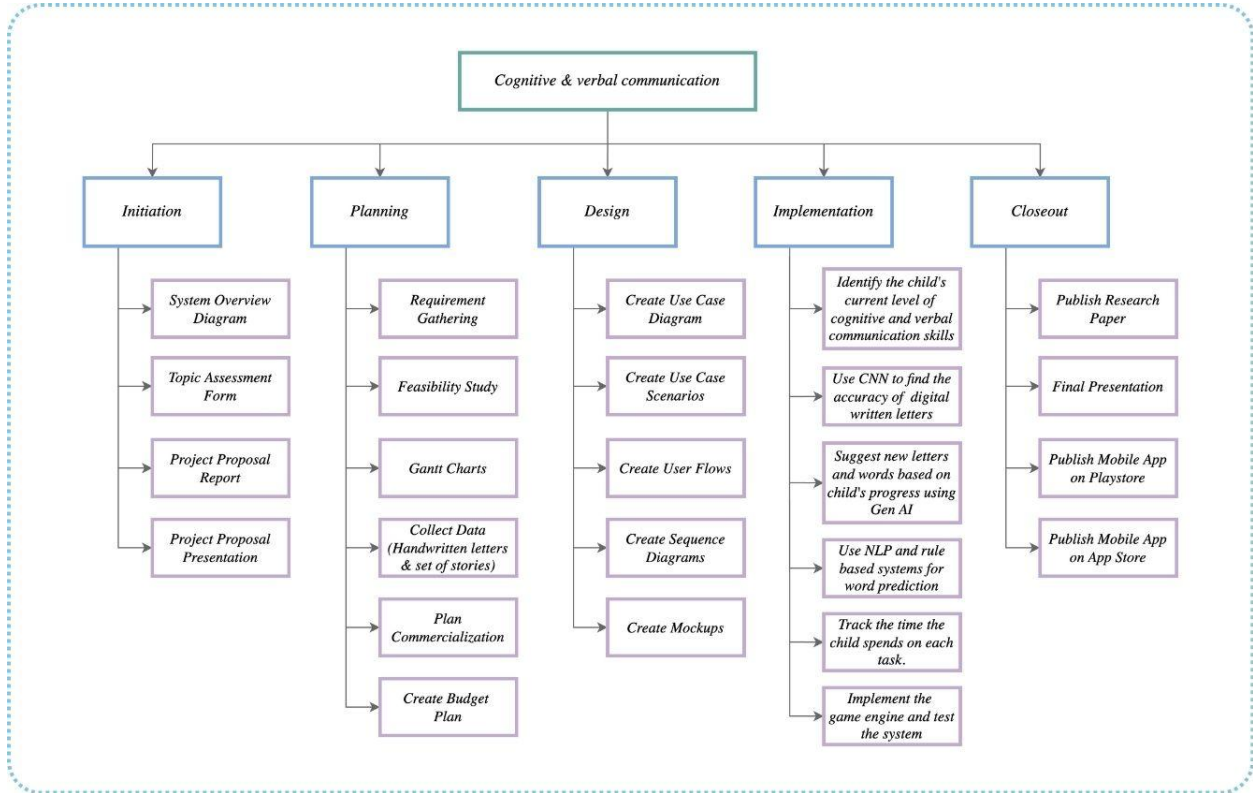 Cognitive & verbal communication
Initiation
Planning
Design
Implementation
Closeout
System Overview
Diagram
Topic Assessment
Form
Project Proposal
Report
Project Proposal
Presentation
Requirement
Gathering
Feasibility Study
Gantt Charts
Collect Data
(Handwritten letters
& set of stories)
Plan
Commercialization
Create Budget
Plan
Create Use Case
Diagram
Create Use Case
Scenarios
Create User Flows
Create Sequence
Diagrams
Create Mockups
Identify the child's
current level of
cognitive and verbal
communication skills
Use CNN to find the
accuracy of digital
written letters
Suggest new letters
and words based on
child's progress using
Gen AI
Use NLP and rule
based systems for
word prediction
Track the time the
child spends on each
task.
Implement the
game engine and test
the system
Publish Research
Paper
Final Presentation
Publish Mobile App
on Playstore
Publish Mobile App
on App Store